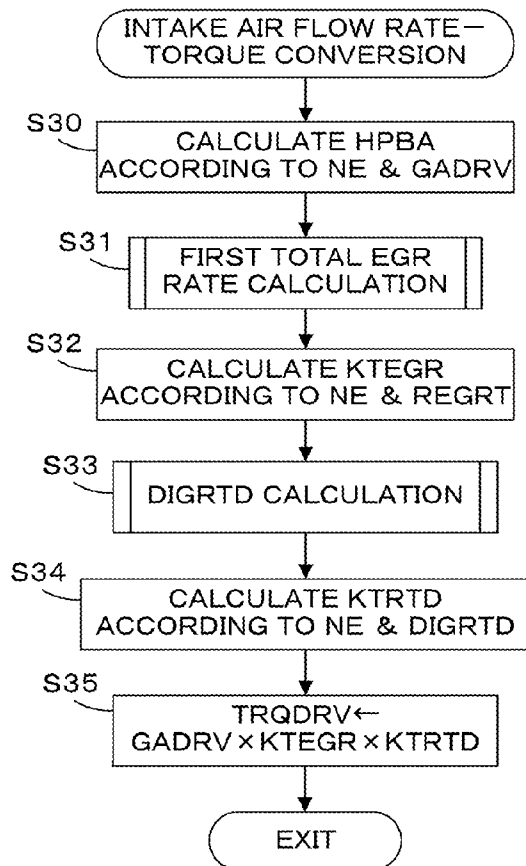 INTAKE AIR FLOW RATE-
TORQUE CONVERSION
S30
CALCULATE HPBA
ACCORDING TO NE & GADRV
S31
FIRST TOTAL EGR
RATE CALCULATION
S32
CALCULATE KTEGR
ACCORDING TO NE & REGRT
S33
DIGRTD CALCULATION
S34
CALCULATE KTRTD
ACCORDING TO NE & DIGRTD
S35
TRQDRV←
GADRV×KTEGR×KTRTD
EXIT